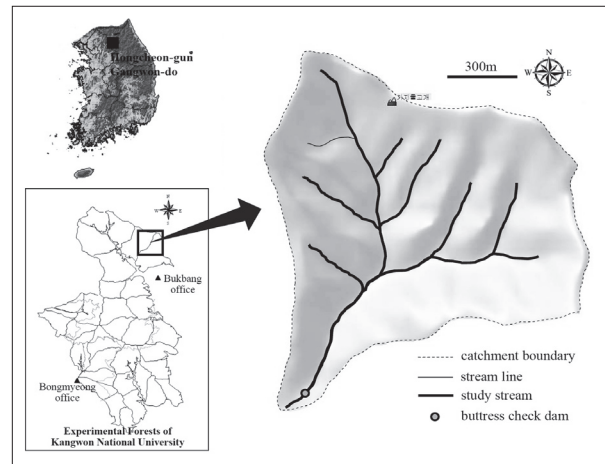 Hongcheon-gun
Gangwon-do
300m
N
W E
S
Bukbang
office
Bongmyeong
office
Experimental Forests of
Kangwon National University
catchment boundary
stream line
study stream
buttress check dam